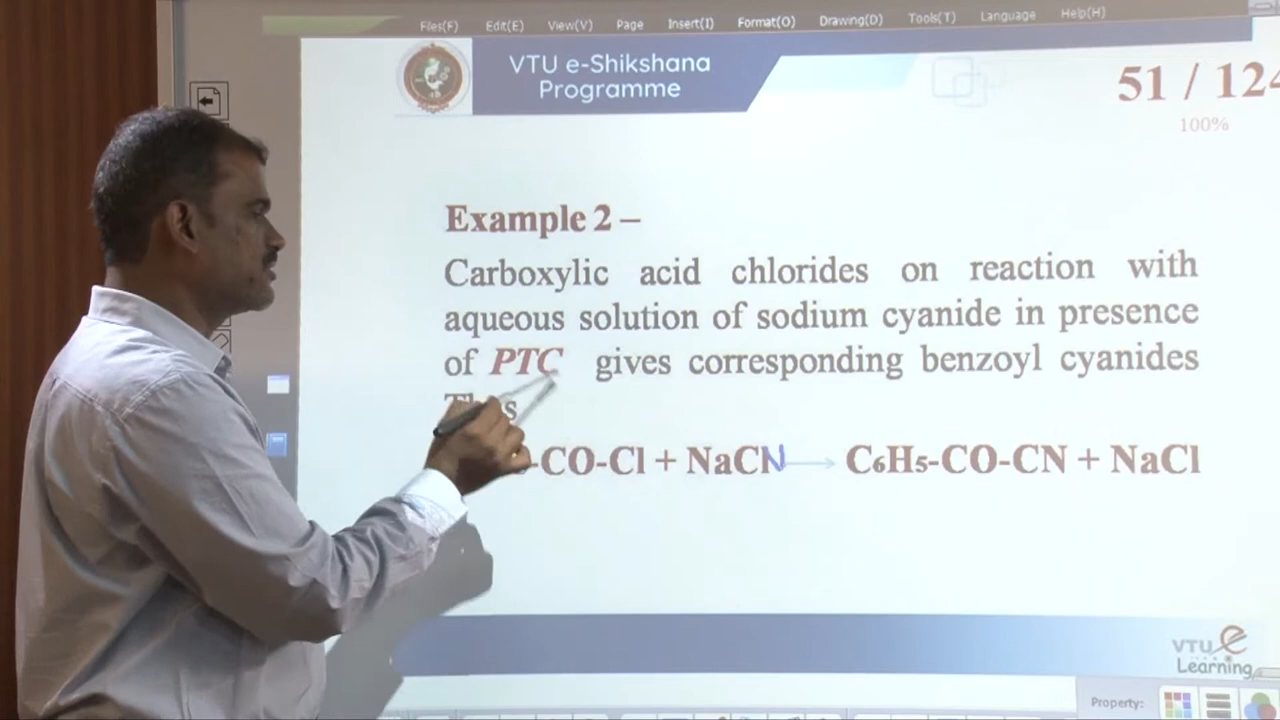 Files(F) Edit(E) View(V) Page Insert(I) Format(O) Drawing(D) Tools(T) Language Help(H)
VTU e-Shikshana
Programme
51 / 124
100%
Example 2 –
Carboxylic acid chlorides on reaction with
aqueous solution of sodium cyanide in presence
of PTC gives corresponding benzoyl cyanides
-CO-Cl + NaCN → C6H5-CO-CN + NaCl
VTU e
Learning
Property: